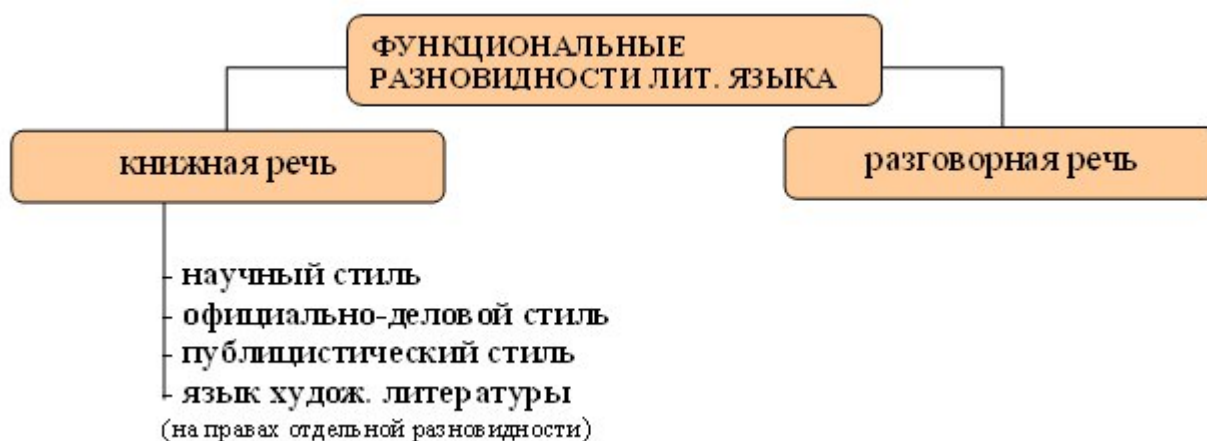 ФУНКЦИОНАЛЬНЫЕ
РАЗНОВИДНОСТИ ЛИТ. ЯЗЫКА
книжная речь
разговорная речь
- научный стиль
- официально-деловой стиль
- публицистический стиль
- язык худож. литературы
(на правах отдельной разновидности)